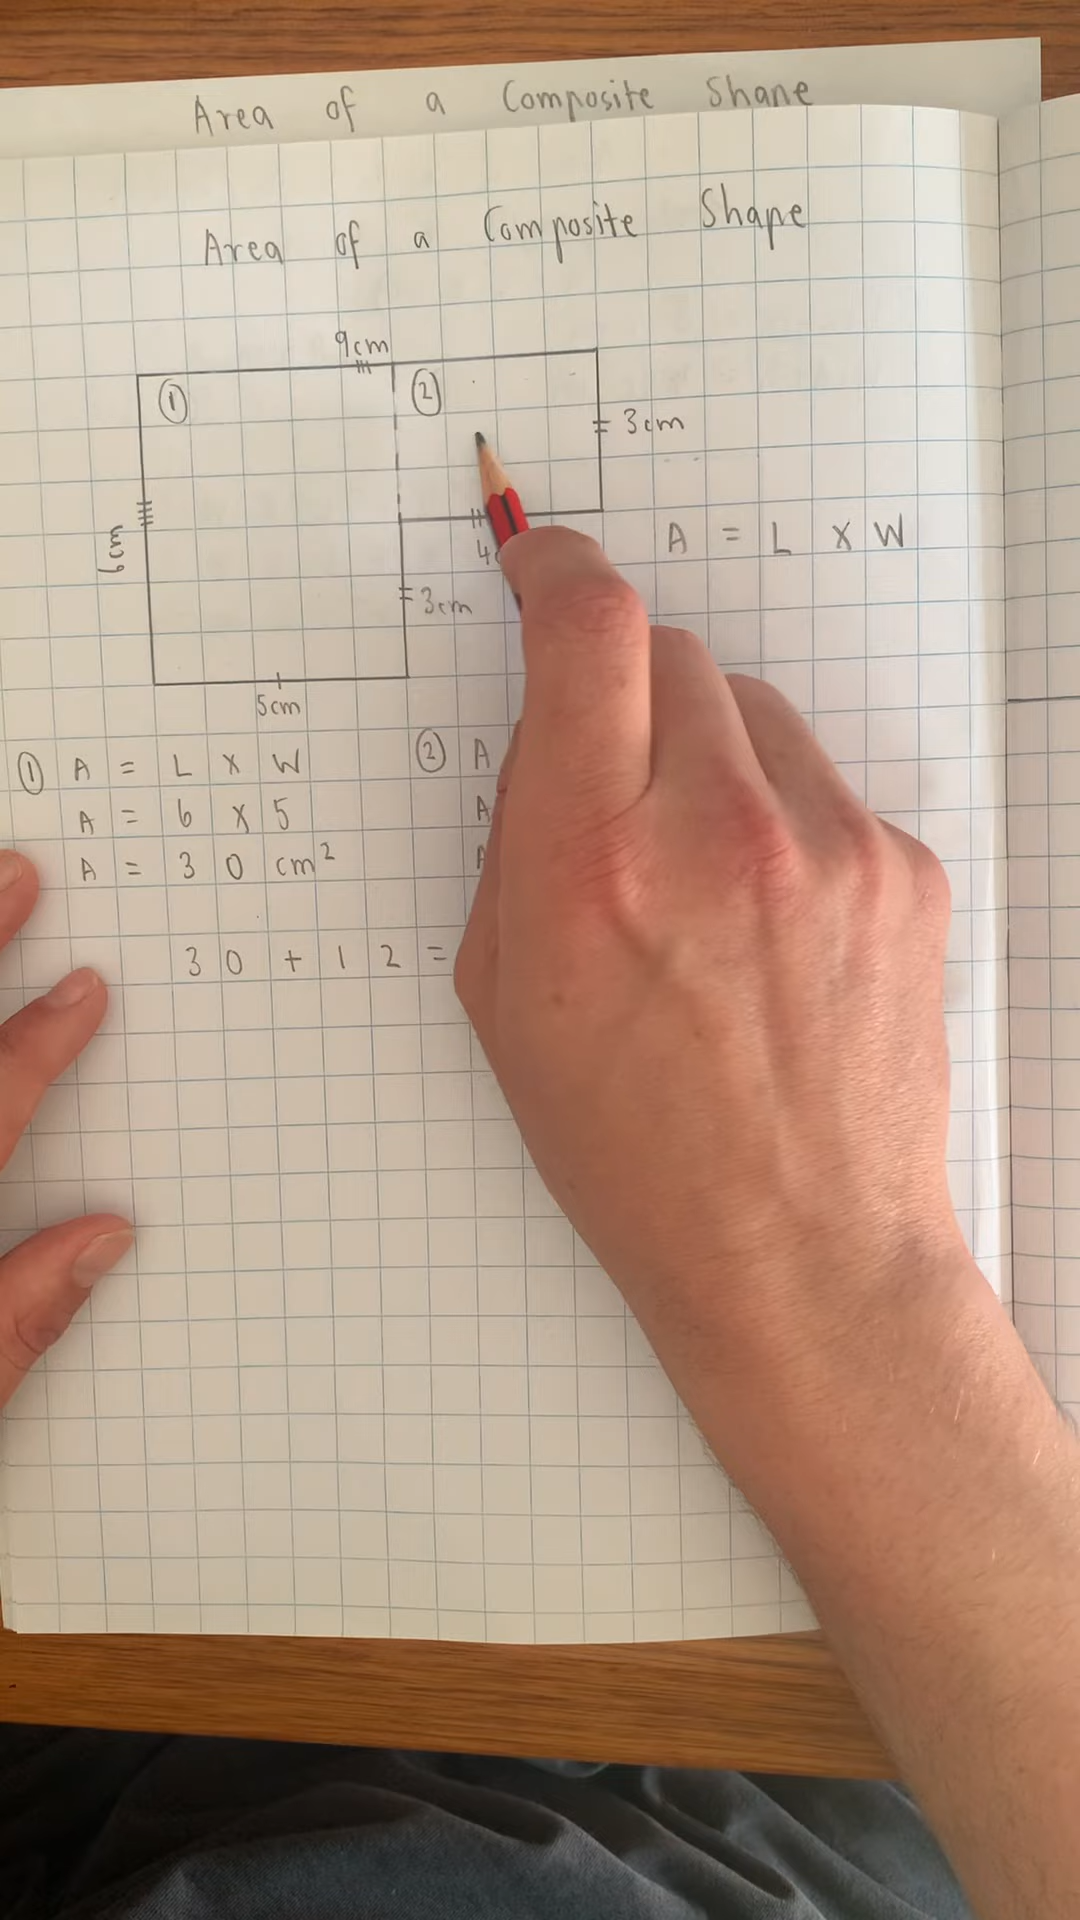 Area of a Composite Shape
Area of a Composite Shape
9cm
① ②
3cm
6cm
A = L x W
3cm
5cm
① A = L x W ② A
A = 6 x 5 A
A = 30 cm² A
30 + 12 =